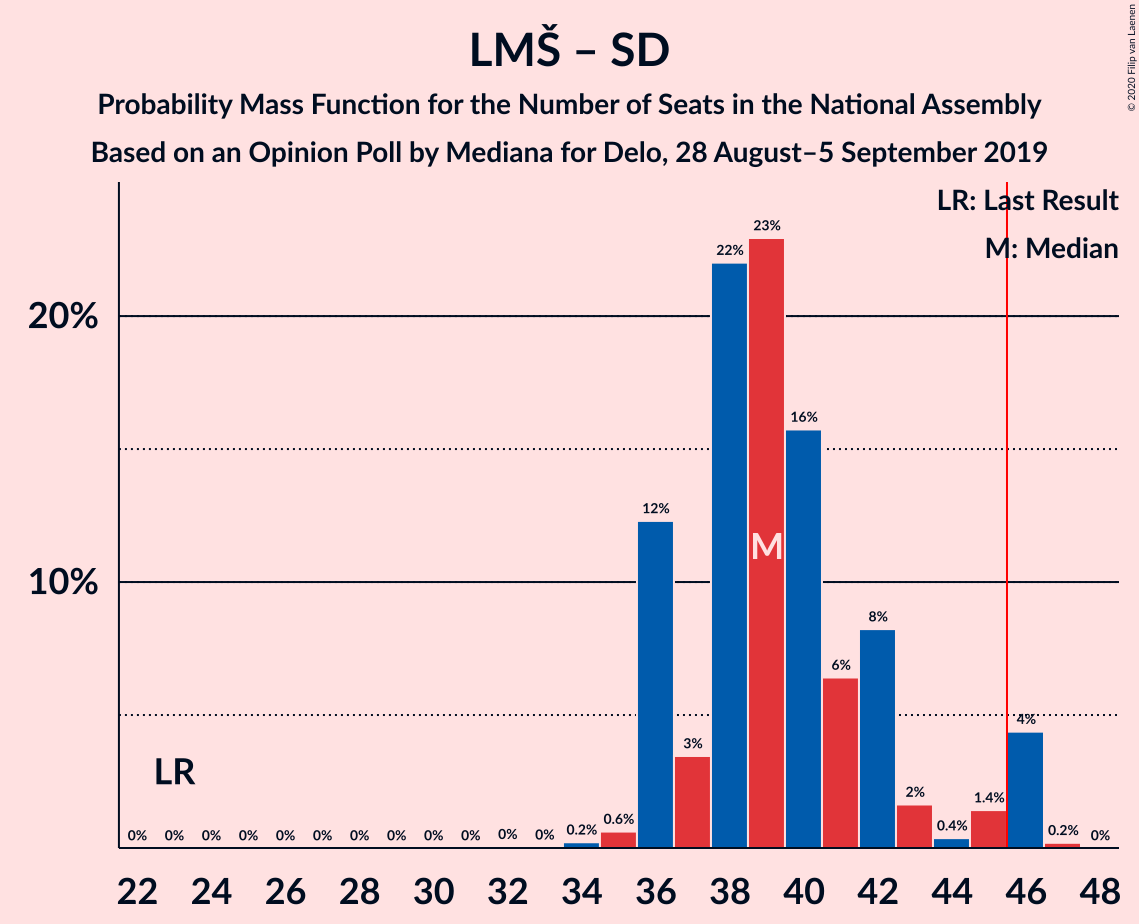 LMŠ – SD
Probability Mass Function for the Number of Seats in the National Assembly
Based on an Opinion Poll by Mediana for Delo, 28 August–5 September 2019
© 2020 Filip van Laenen
LR: Last Result
M: Median
20%
10%
LR
M
0% 0% 0% 0% 0% 0% 0% 0% 0% 0% 0% 0% 0.2% 0.6% 12% 3% 22% 23% 16% 6% 8% 2% 0.4% 1.4% 4% 0.2% 0%
22 24 26 28 30 32 34 36 38 40 42 44 46 48